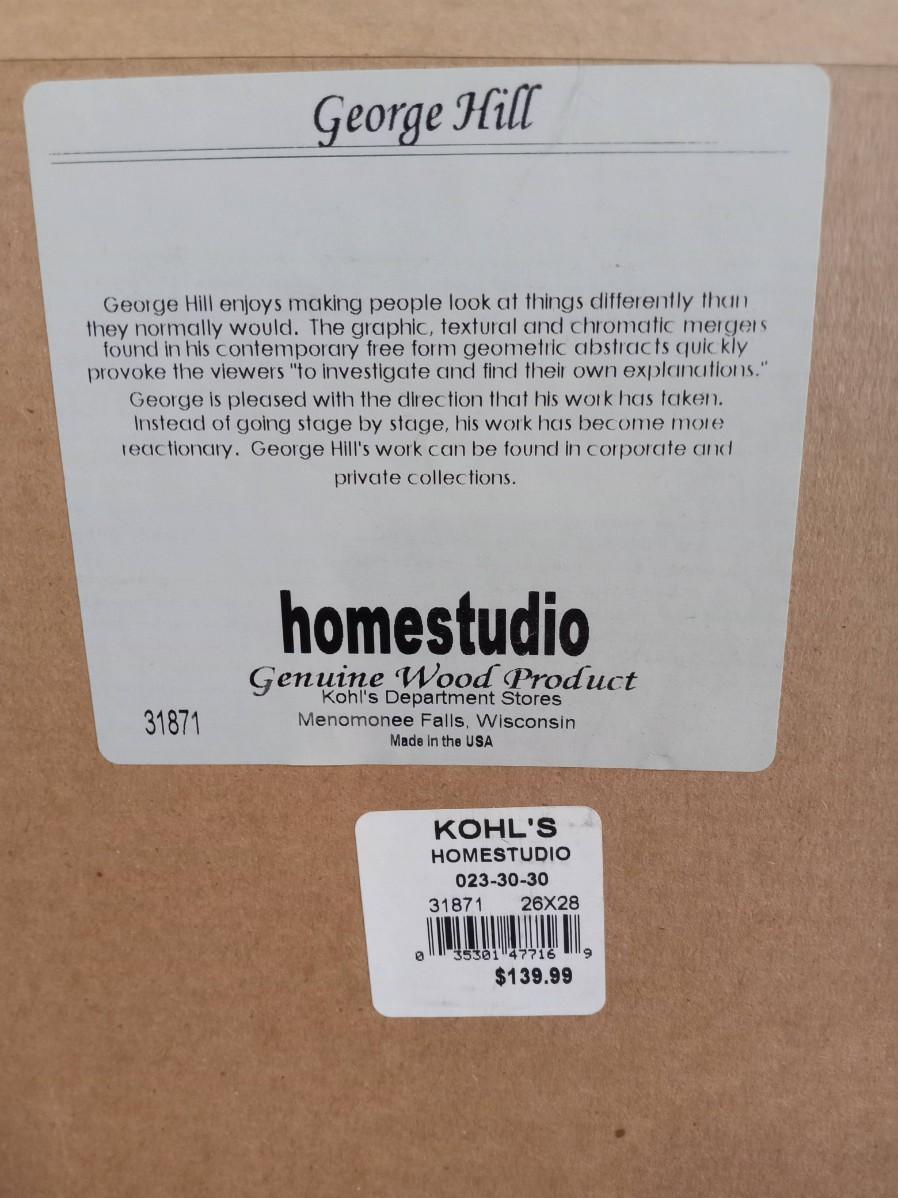 George Hill
George Hill enjoys making people look at things differently than
they normally would. The graphic, textural and chromatic mergers
found in his contemporary free form geometric abstracts quickly
provoke the viewers "to investigate and find their own explanations."
George is pleased with the direction that his work has taken.
Instead of going stage by stage, his work has become more
reactionary. George Hill's work can be found in corporate and
private collections.
homestudio
Genuine Wood Product
Kohl's Department Stores
31871 Menomonee Falls, Wisconsin
Made in the USA
KOHL'S
HOMESTUDIO
023-30-30
31871 26X28
0 35301 47716 9
$139.99